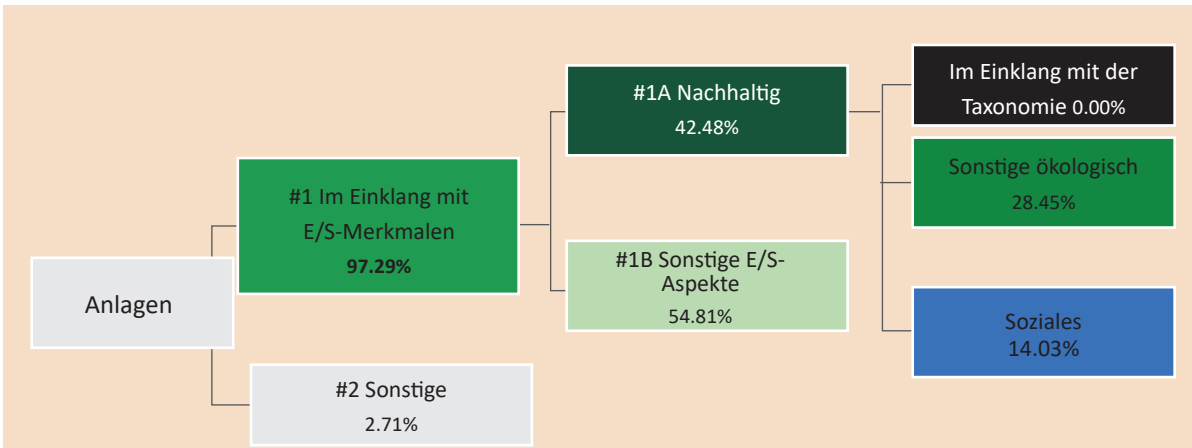 Anlagen
#1 Im Einklang mit
E/S-Merkmalen
97.29%
#2 Sonstige
2.71%
#1A Nachhaltig
42.48%
#1B Sonstige E/S-
Aspekte
54.81%
Im Einklang mit der
Taxonomie 0.00%
Sonstige ökologisch
28.45%
Soziales
14.03%